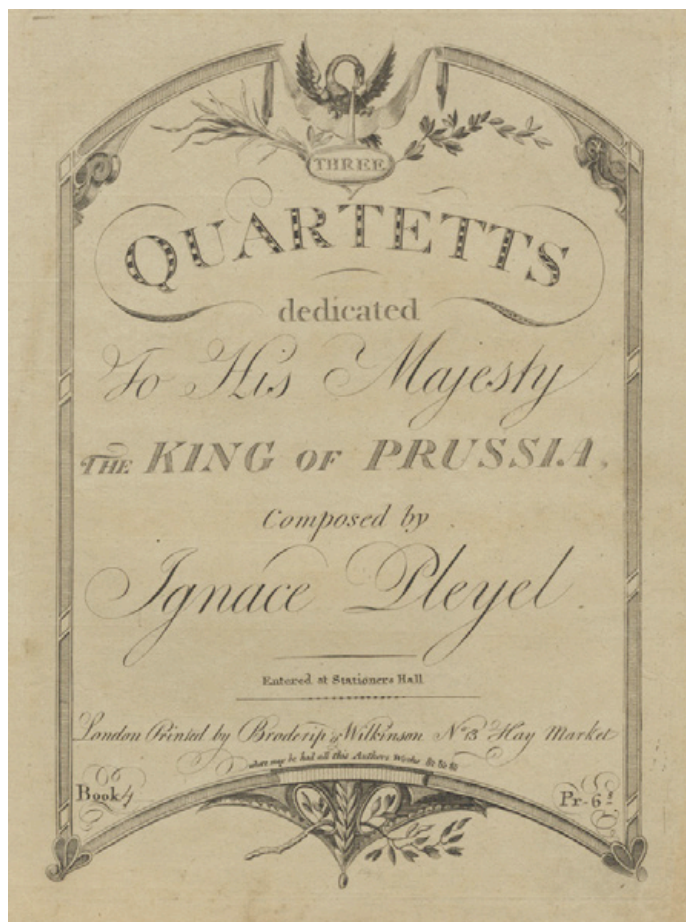 THREE
QUARTETTS
dedicated
To His Majesty
THE KING OF PRUSSIA.
Composed by
Ignace Pleyel.
Entered at Stationers Hall
London Printed by Broderip & Wilkinson No. 13 Hay Market
where may be had all this Authors Works &c &c &c
Book 4
Pr-6s